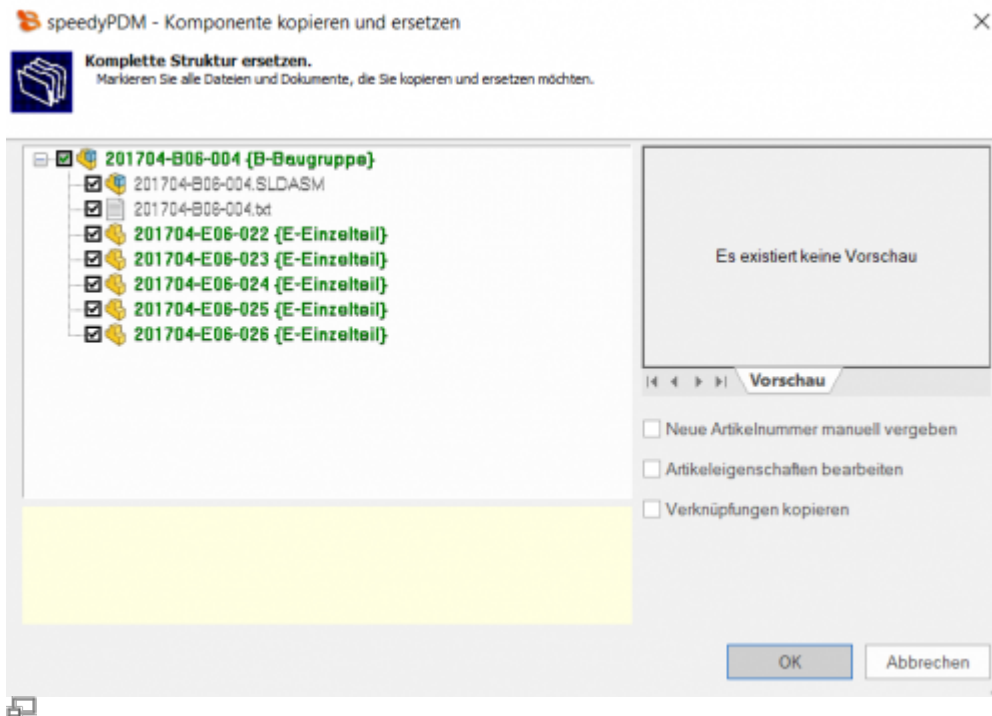 speedyPDM - Komponente kopieren und ersetzen
Komplette Struktur ersetzen.
Markieren Sie alle Dateien und Dokumente, die Sie kopieren und ersetzen möchten.
201704-B06-004 {B-Baugruppe}
201704-B06-004.SLDASM
201704-B06-004.txt
201704-E06-022 {E-Einzelteil}
201704-E06-023 {E-Einzelteil}
201704-E06-024 {E-Einzelteil}
201704-E06-025 {E-Einzelteil}
201704-E06-026 {E-Einzelteil}
Es existiert keine Vorschau
Vorschau
Neue Artikelnummer manuell vergeben
Artikeleigenschaften bearbeiten
Verknüpfungen kopieren
OK
Abbrechen